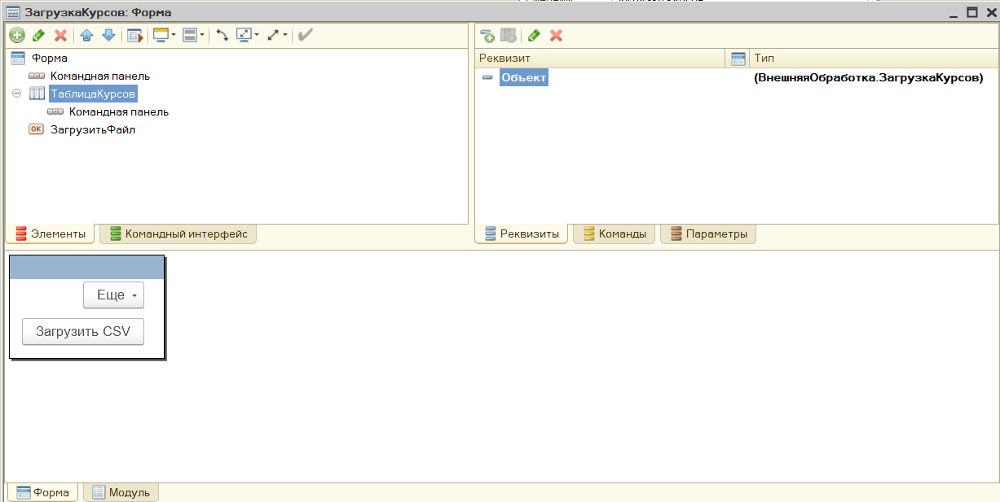 ЗагрузкаКурсов: Форма
Форма
Командная панель
ТаблицаКурсов
Командная панель
OK ЗагрузитьФайл
Элементы
Командный интерфейс
Реквизит Тип
Объект (ВнешняяОбработка.ЗагрузкаКурсов)
Реквизиты
Команды
Параметры
Еще
Загрузить CSV
Форма
Модуль